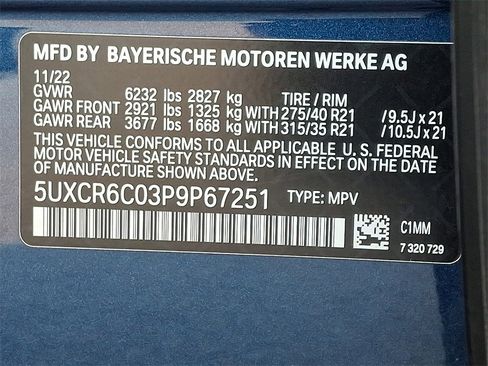 MFD BY BAYERISCHE MOTOREN WERKE AG
11/22
GVWR 6232 lbs 2827 kg TIRE / RIM
GAWR FRONT 2921 lbs 1325 kg WITH 275/40 R21 / 9.5J x 21
GAWR REAR 3677 lbs 1668 kg WITH 315/35 R21 / 10.5J x 21
THIS VEHICLE CONFORMS TO ALL APPLICABLE U. S. FEDERAL
MOTOR VEHICLE SAFETY STANDARDS IN EFFECT ON THE DATE
OF MANUFACTURE SHOWN ABOVE.
5UXCR6C03P9P67251 TYPE: MPV
C1MM
7 320 729